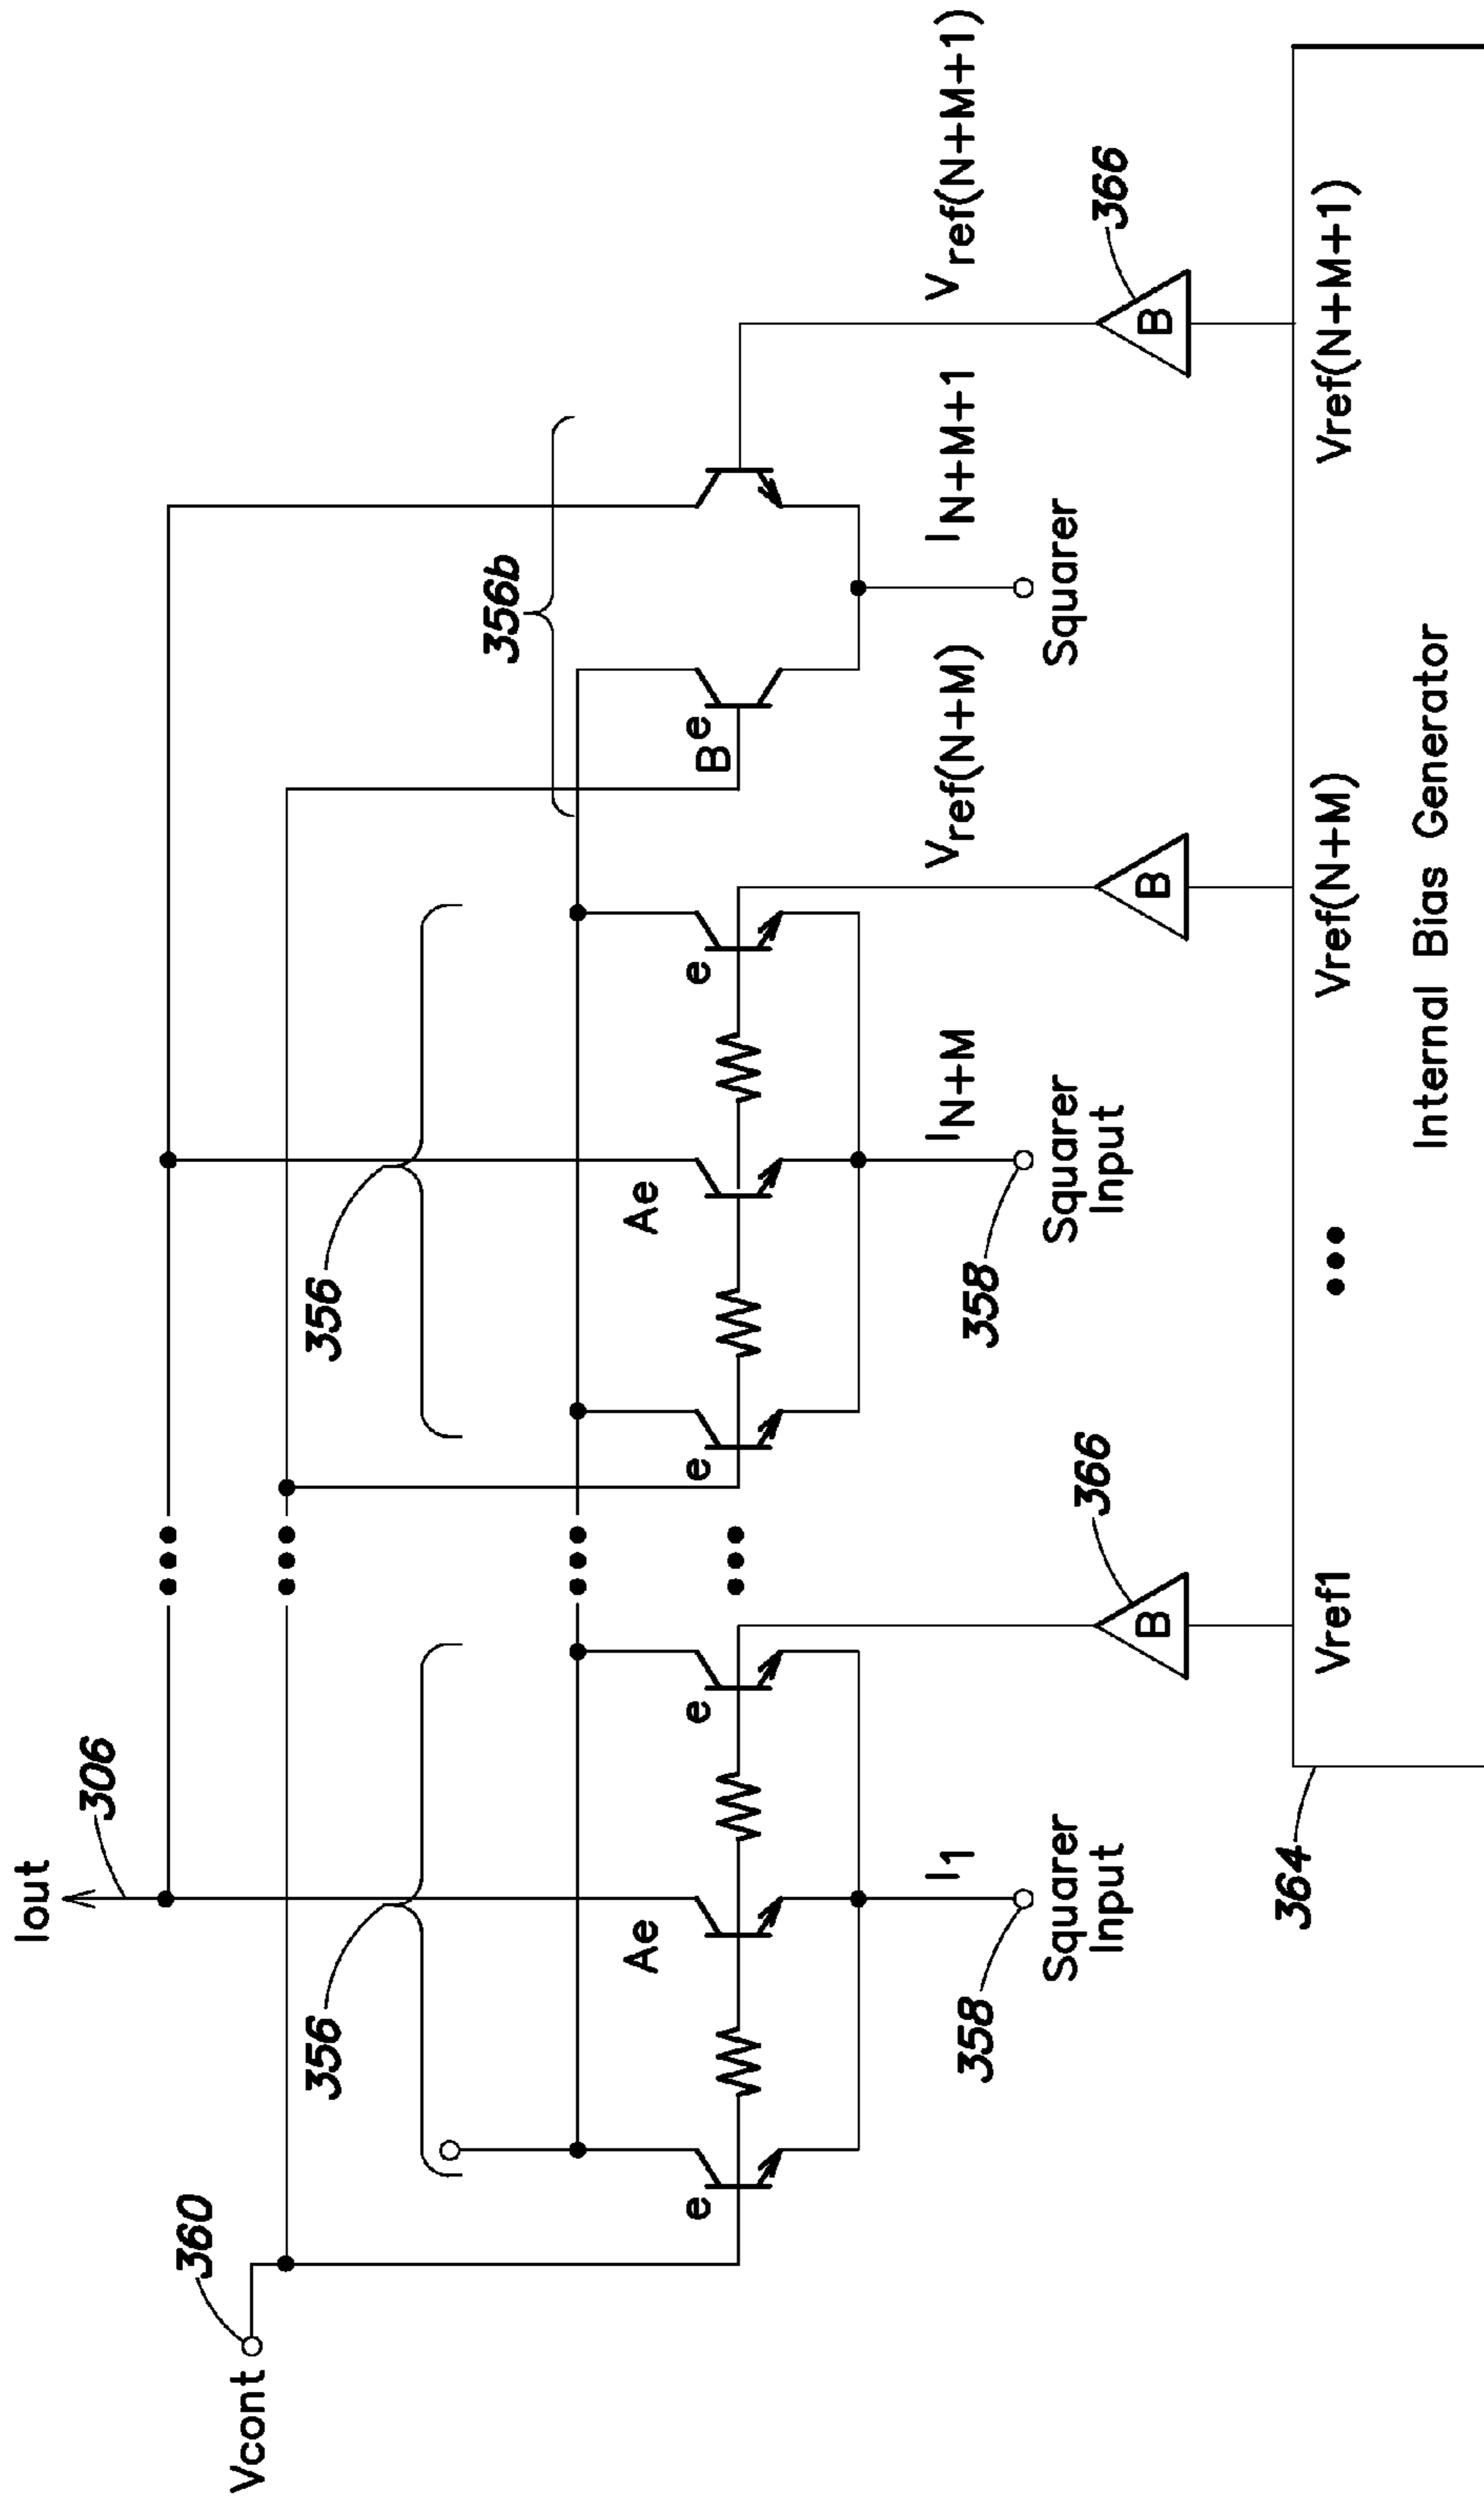 Iout
306
360
Vcont
356
356
356b
Ae
Ae
e
e
e
e
Be
I1
IN+M
Vref(N+M)
IN+M+1
Vref(N+M+1)
358
358
Squarer
Input
Squarer
Input
Squarer
366
366
B
B
B
364
Vref1
•••
Vref(N+M)
Vref(N+M+1)
Internal Bias Generator